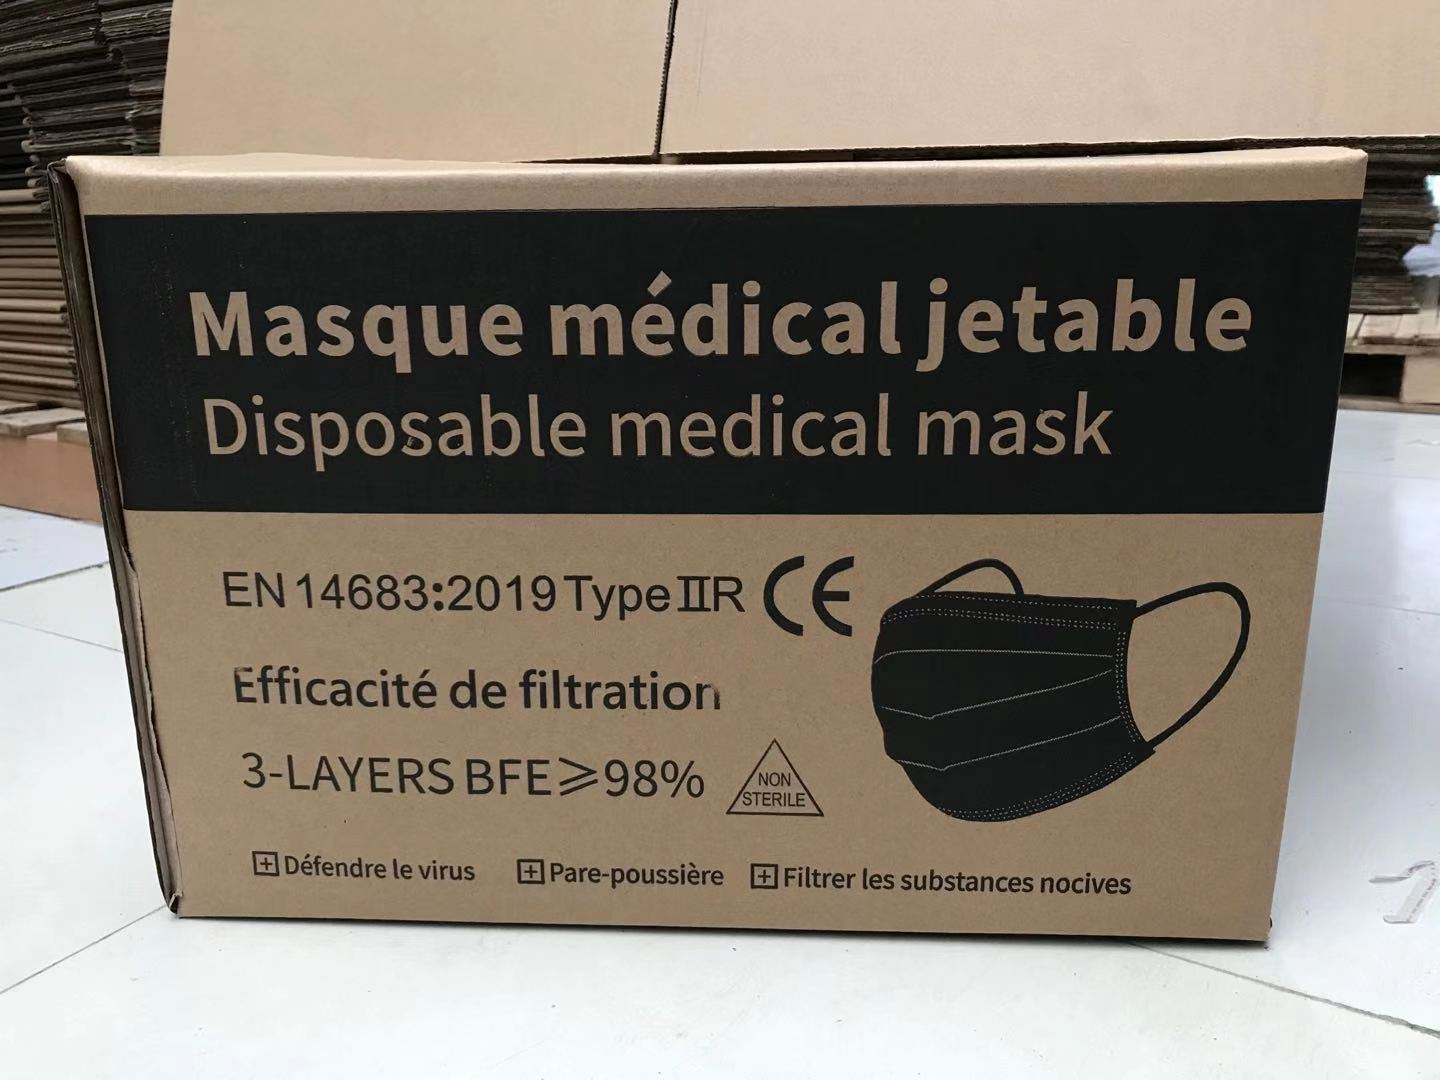 Masque médical jetable
Disposable medical mask
EN 14683:2019 Type IIR CE
Efficacité de filtration
3-LAYERS BFE⩾98%
NON
STERILE
Défendre le virus Pare-poussière Filtrer les substances nocives